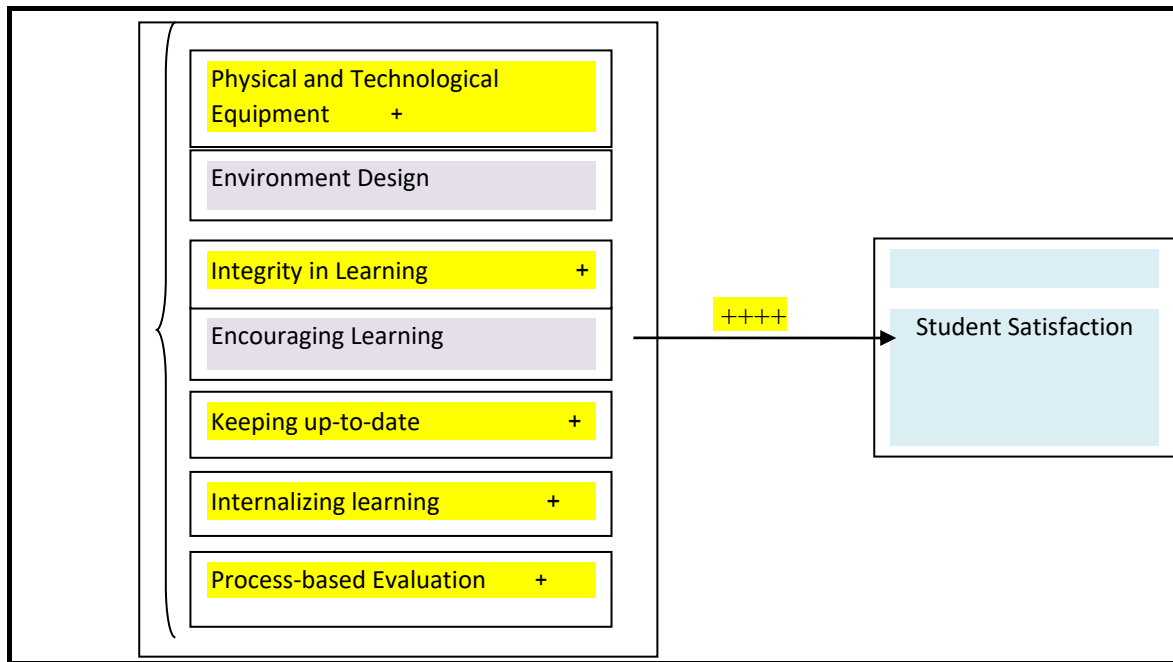 Physical and Technological
Equipment +
Environment Design
Integrity in Learning +
Encouraging Learning
++++
Student Satisfaction
Keeping up-to-date +
Internalizing learning +
Process-based Evaluation +